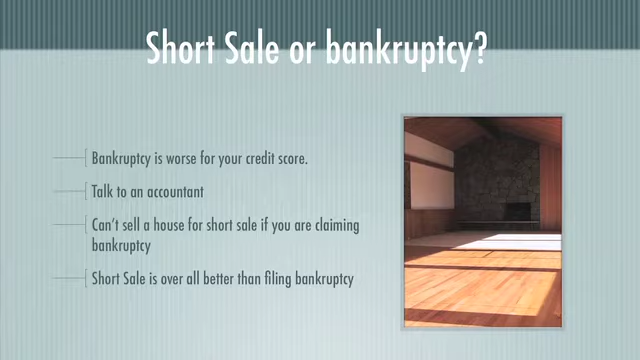 Short Sale or bankruptcy?
Bankruptcy is worse for your credit score.
Talk to an accountant
Can't sell a house for short sale if you are claiming
bankruptcy
Short Sale is over all better than filing bankruptcy